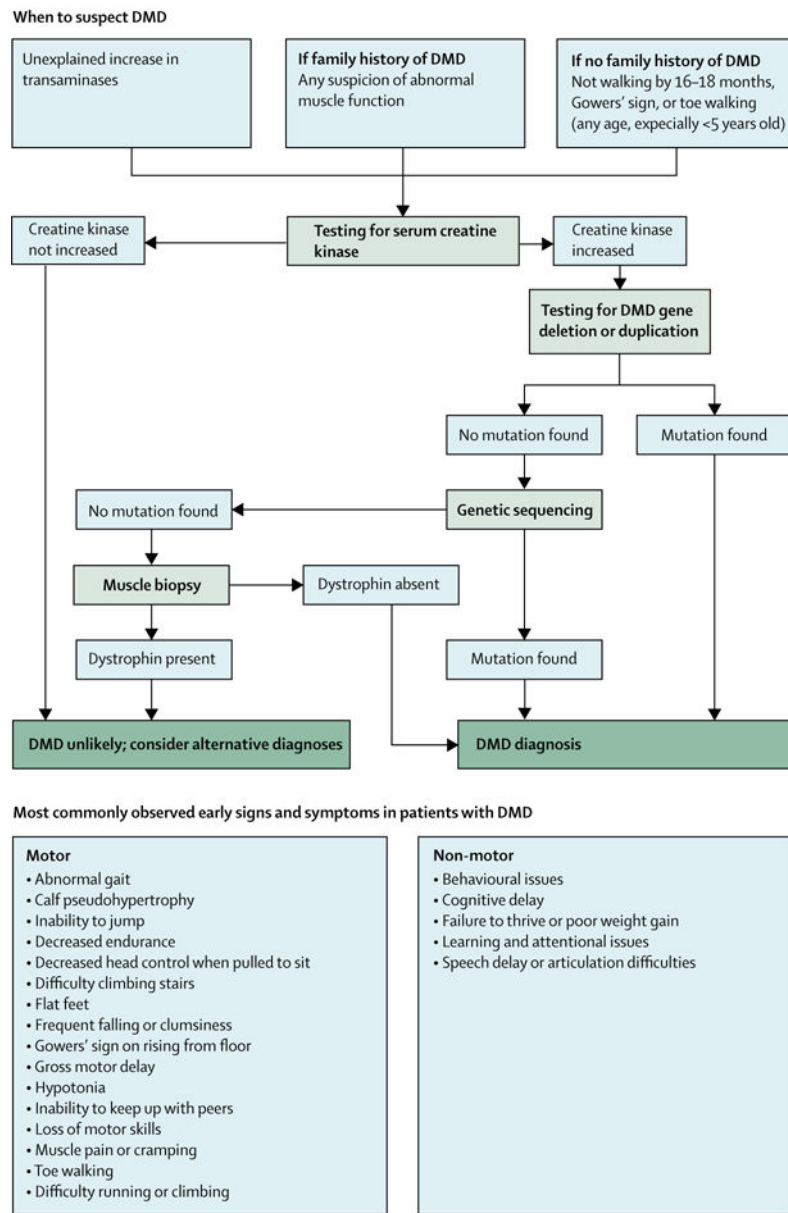 When to suspect DMD
Unexplained increase in
transaminases
If family history of DMD
Any suspicion of abnormal
muscle function
If no family history of DMD
Not walking by 16–18 months,
Gowers’ sign, or toe walking
(any age, expecially <5 years old)
Creatine kinase
not increased
Testing for serum creatine
kinase
Creatine kinase
increased
Testing for DMD gene
deletion or duplication
No mutation found
Mutation found
No mutation found
Genetic sequencing
Muscle biopsy
Dystrophin absent
Dystrophin present
Mutation found
DMD unlikely; consider alternative diagnoses
DMD diagnosis
Most commonly observed early signs and symptoms in patients with DMD
Motor
• Abnormal gait
• Calf pseudohypertrophy
• Inability to jump
• Decreased endurance
• Decreased head control when pulled to sit
• Difficulty climbing stairs
• Flat feet
• Frequent falling or clumsiness
• Gowers’ sign on rising from floor
• Gross motor delay
• Hypotonia
• Inability to keep up with peers
• Loss of motor skills
• Muscle pain or cramping
• Toe walking
• Difficulty running or climbing
Non-motor
• Behavioural issues
• Cognitive delay
• Failure to thrive or poor weight gain
• Learning and attentional issues
• Speech delay or articulation difficulties